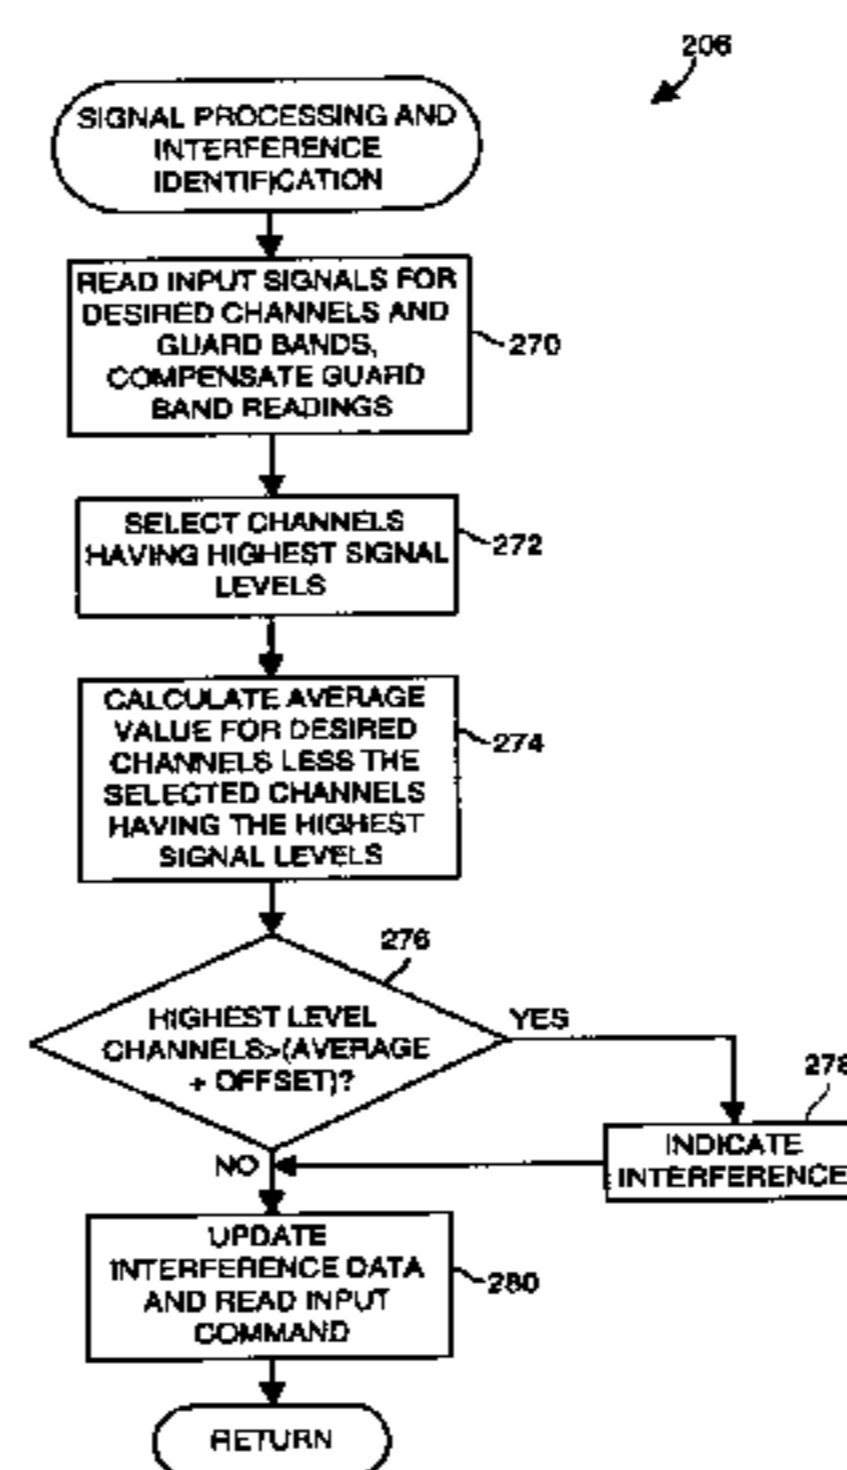 206
SIGNAL PROCESSING AND
INTERFERENCE
IDENTIFICATION
READ INPUT SIGNALS FOR
DESIRED CHANNELS AND
GUARD BANDS,
COMPENSATE GUARD
BAND READINGS
270
SELECT CHANNELS
HAVING HIGHEST SIGNAL
LEVELS
272
CALCULATE AVERAGE
VALUE FOR DESIRED
CHANNELS LESS THE
SELECTED CHANNELS
HAVING THE HIGHEST
SIGNAL LEVELS
274
276
HIGHEST LEVEL
CHANNELS>(AVERAGE
+ OFFSET)?
YES
278
INDICATE
INTERFERENCE
NO
UPDATE
INTERFERENCE DATA
AND READ INPUT
COMMAND
280
RETURN